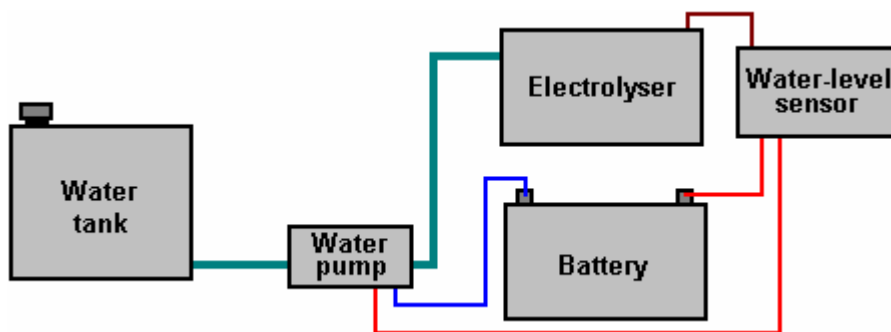 Electrolyser
Water-level
sensor
Water
tank
Water
pump
Battery